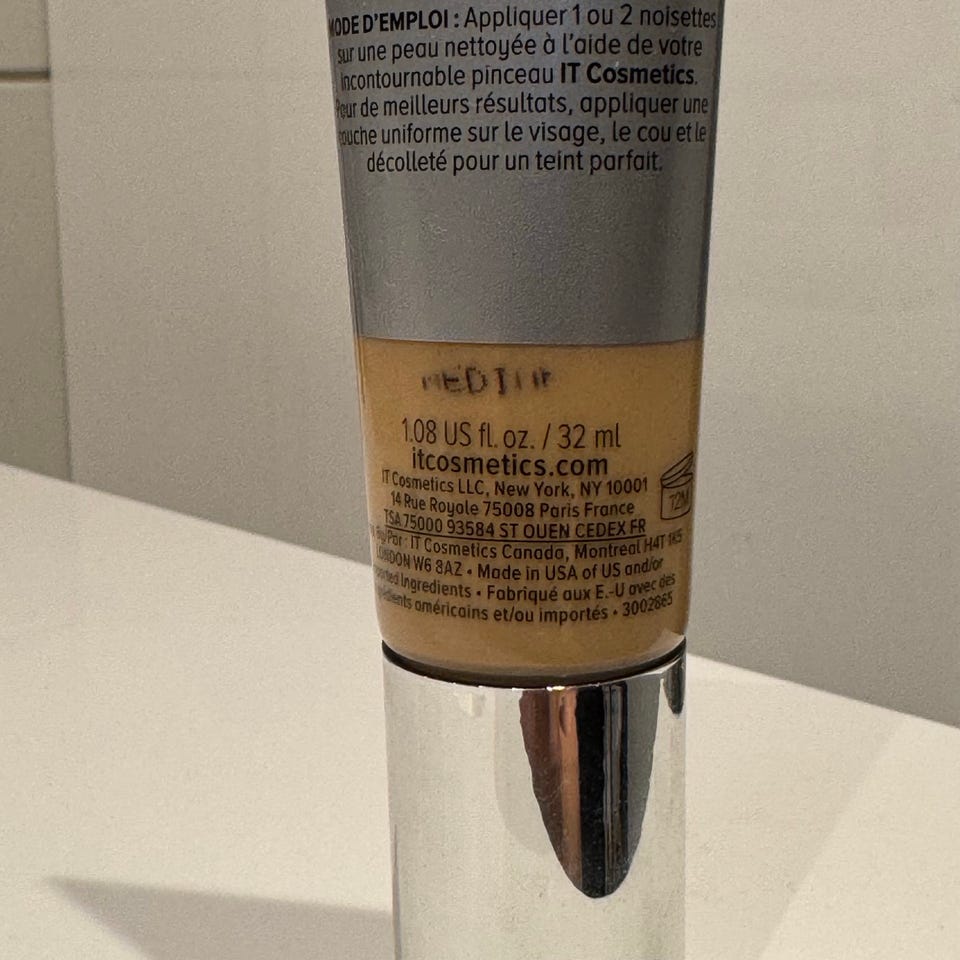 MODE D'EMPLOI : Appliquer 1 ou 2 noisettes
sur une peau nettoyée à l'aide de votre
incontournable pinceau IT Cosmetics.
Pour de meilleurs résultats, appliquer une
couche uniforme sur le visage, le cou et le
décolleté pour un teint parfait.
MEDIUM
1.08 US fl. oz. / 32 ml
itcosmetics.com
IT Cosmetics LLC, New York, NY 10001
14 Rue Royale 75008 Paris France
TSA 75000 93584 ST OUEN CEDEX FR
12M
By/Par : IT Cosmetics Canada, Montreal H4T 1K5
LONDON W6 8AZ • Made in USA of US and/or
Imported Ingredients • Fabriqué aux E.-U avec des
ingrédients américains et/ou importés • 3002865